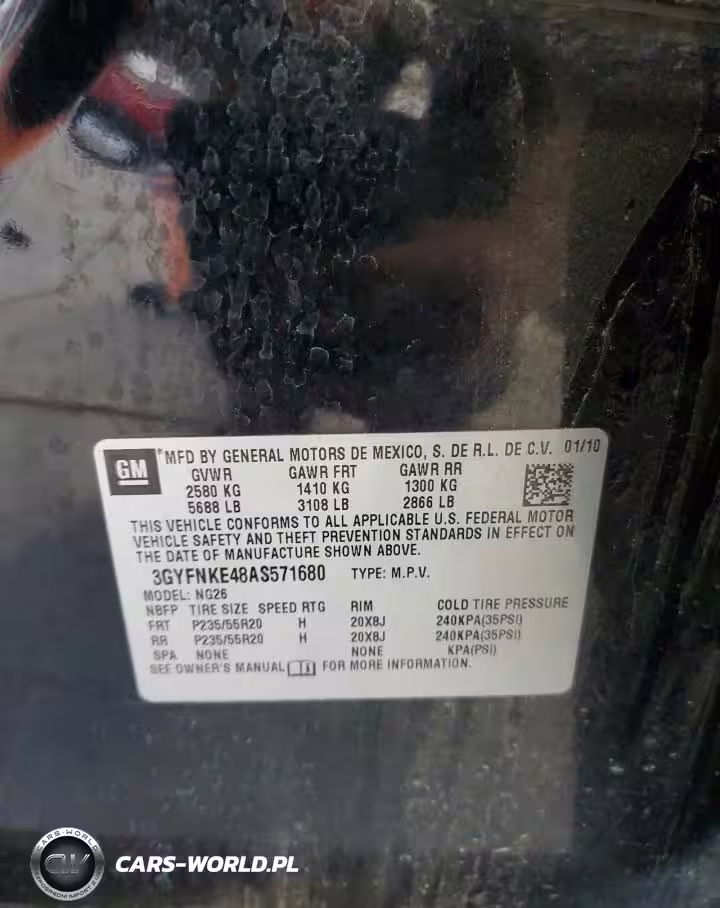 GM
*MFD BY GENERAL MOTORS DE MEXICO, S. DE R.L. DE C.V. 01/10
GVWR GAWR FRT GAWR RR
2580 KG 1410 KG 1300 KG
5688 LB 3108 LB 2866 LB
THIS VEHICLE CONFORMS TO ALL APPLICABLE U.S. FEDERAL MOTOR
VEHICLE SAFETY AND THEFT PREVENTION STANDARDS IN EFFECT ON
THE DATE OF MANUFACTURE SHOWN ABOVE.
3GYFNKE48AS571680 TYPE: M.P.V.
MODEL: NG26
NBFP TIRE SIZE SPEED RTG RIM COLD TIRE PRESSURE
FRT P235/55R20 H 20X8J 240KPA(35PSI)
RR P235/55R20 H 20X8J 240KPA(35PSI)
SPA NONE NONE KPA(PSI)
SEE OWNER'S MANUAL FOR MORE INFORMATION.
CARS-WORLD
CW
CARS-WORLD.PL